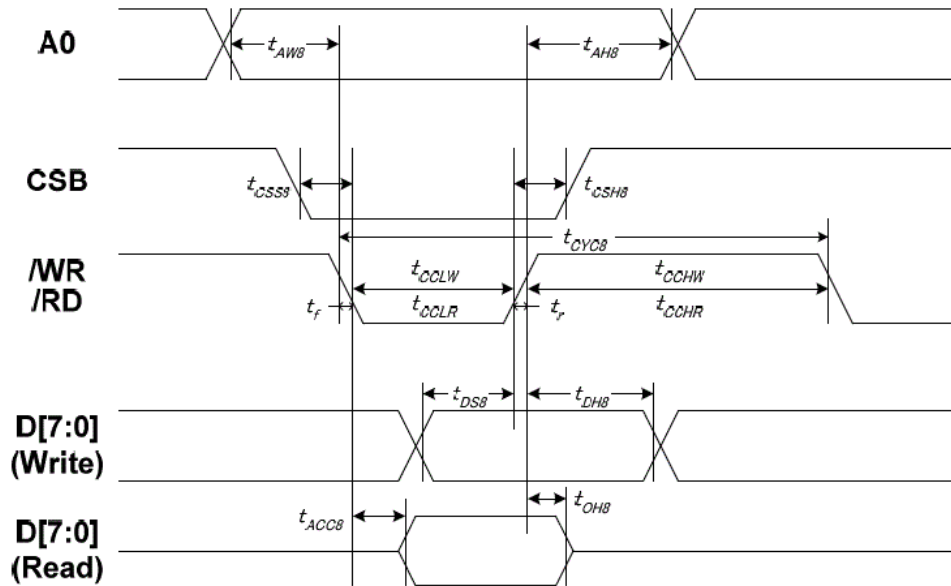 A0
tAW8
tAH8
CSB
tCSS8
tCSH8
tCYC8
/WR
/RD
tCCLW
tCCHW
tf
tCCLR
tr
tCCHR
tDS8
tDH8
D[7:0]
(Write)
tACC8
tOH8
D[7:0]
(Read)